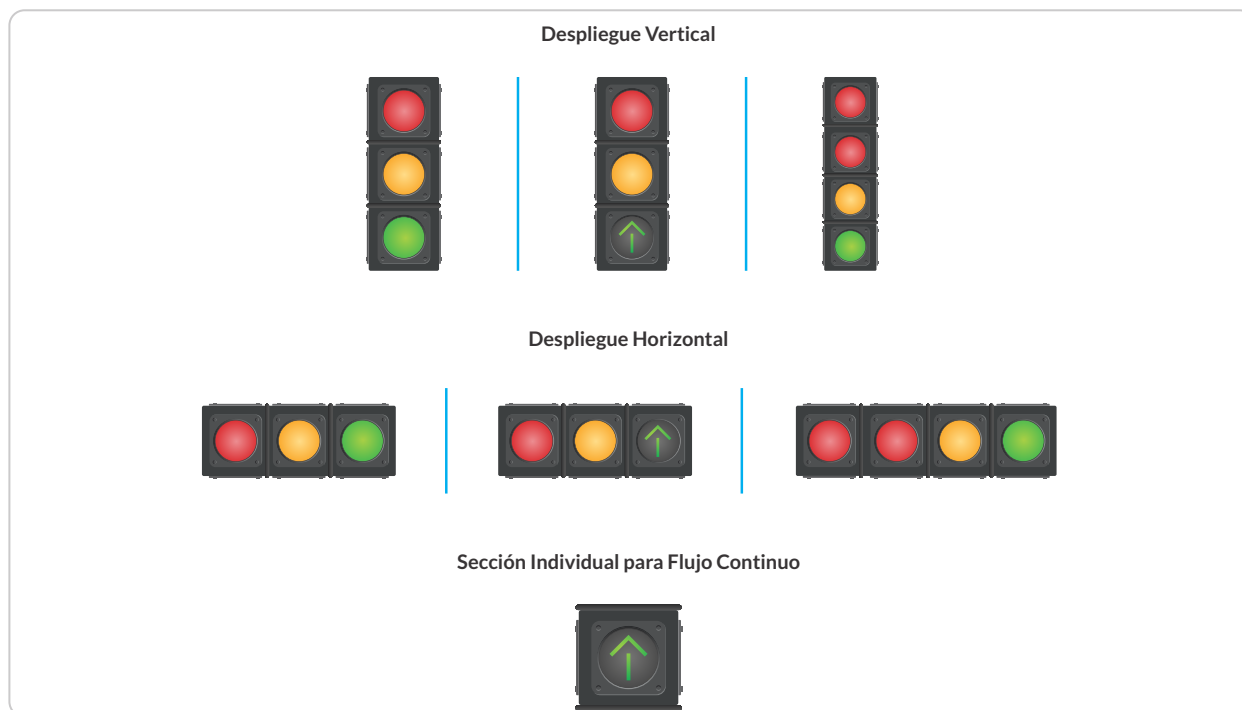 Despliegue Vertical
Despliegue Horizontal
Sección Individual para Flujo Continuo